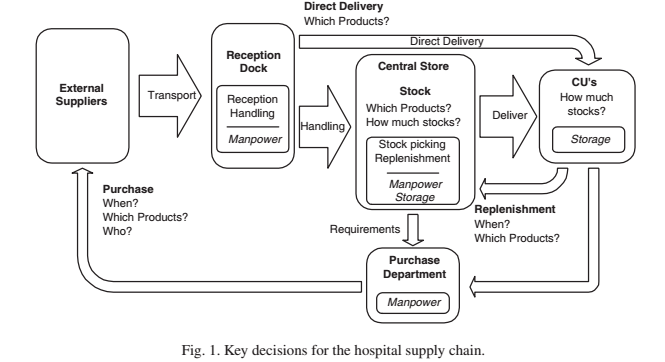 Direct Delivery
Which Products?
Direct Delivery
External
Suppliers
Transport
Reception
Dock
Reception
Handling
Manpower
Handling
Central Store
Stock
Which Products?
How much stocks?
Stock picking
Replenishment
Manpower
Storage
Deliver
CU's
How much
stocks?
Storage
Purchase
When?
Which Products?
Who?
Requirements
Replenishment
When?
Which Products?
Purchase
Department
Manpower
Fig. 1. Key decisions for the hospital supply chain.